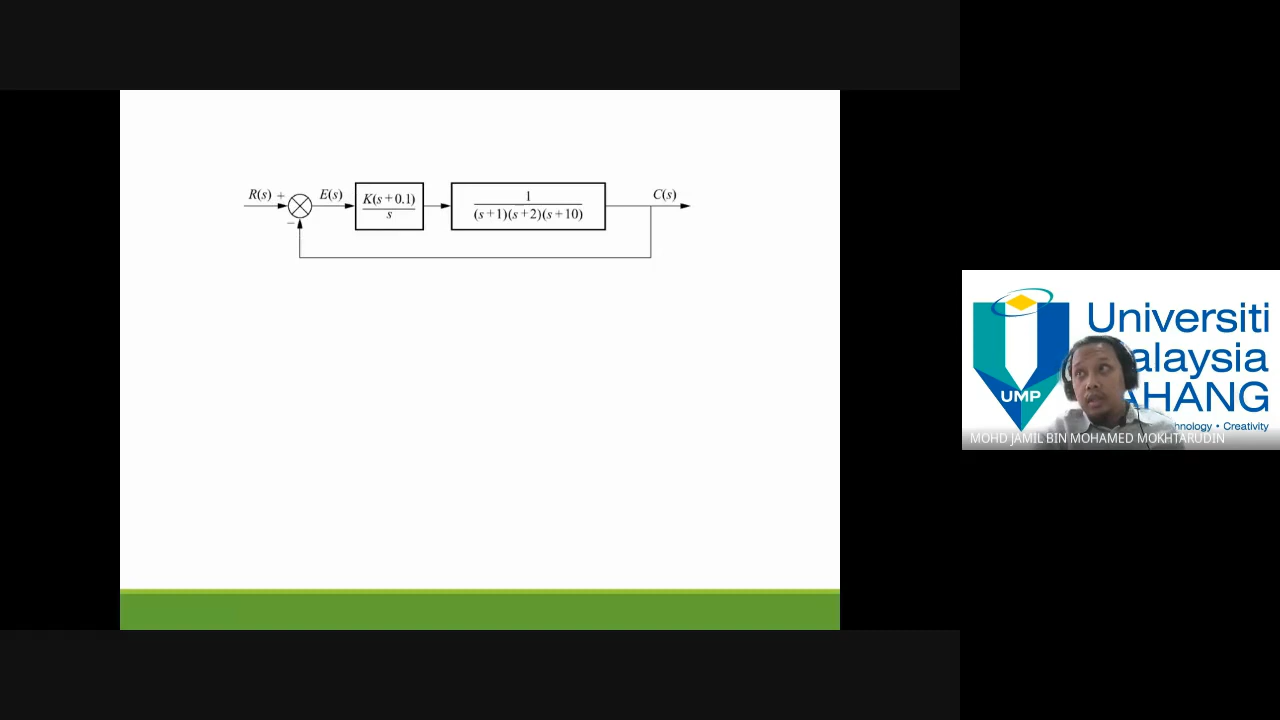 R(s) + E(s) K(s+0.1) 1 C(s)
s (s+1)(s+2)(s+10)
−
Universiti
alaysia
AHANG
UMP
hnology • Creativity
MOHD JAMIL BIN MOHAMED MOKHTARUDIN